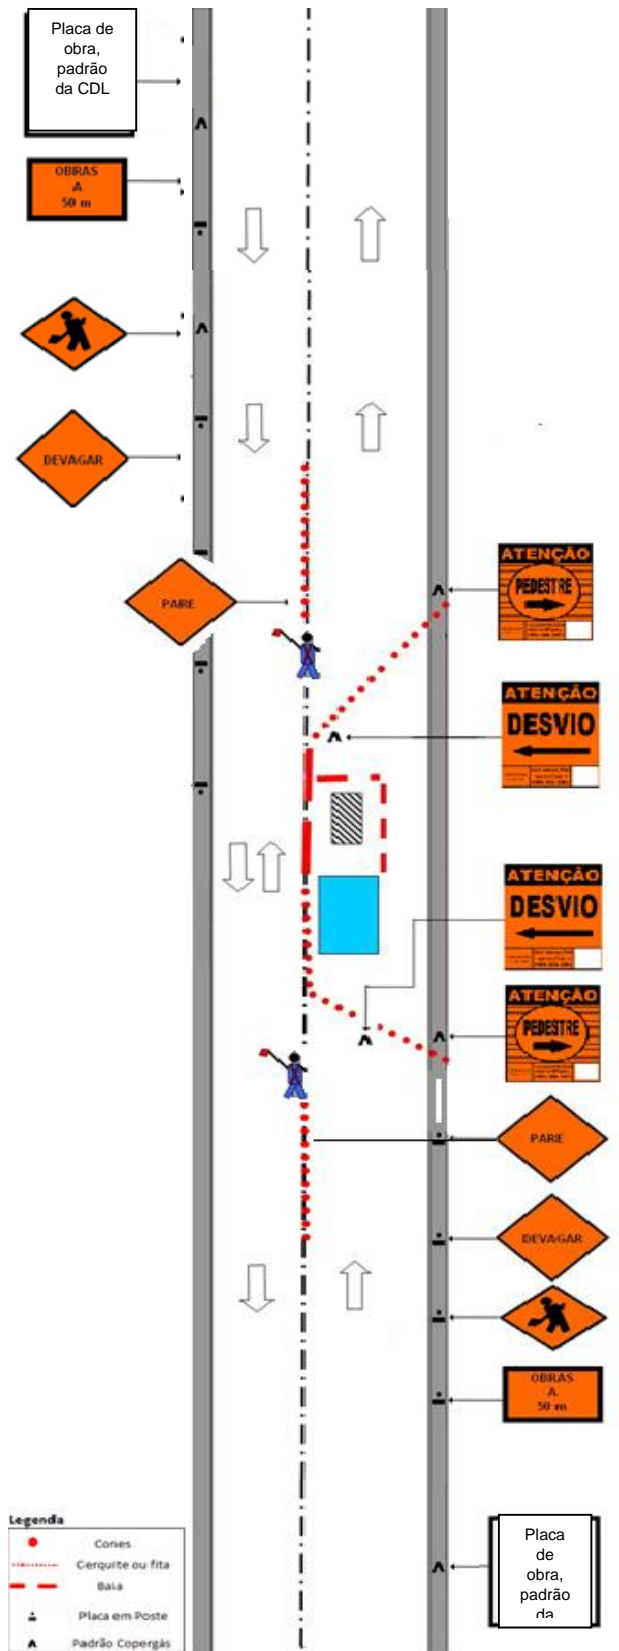 Placa de
obra,
padrão
da CDL
OBRAS
A
50 m
DEVAGAR
PARE
ATENÇÃO
PEDESTRE
ATENÇÃO
DESVIO
ATENÇÃO
DESVIO
ATENÇÃO
PEDESTRE
PARE
DEVAGAR
OBRAS
A
50 m
Placa
de
obra,
padrão
da
Legenda
Cones
Cerquite ou fita
Baia
Placa em Poste
Padrão Copergás